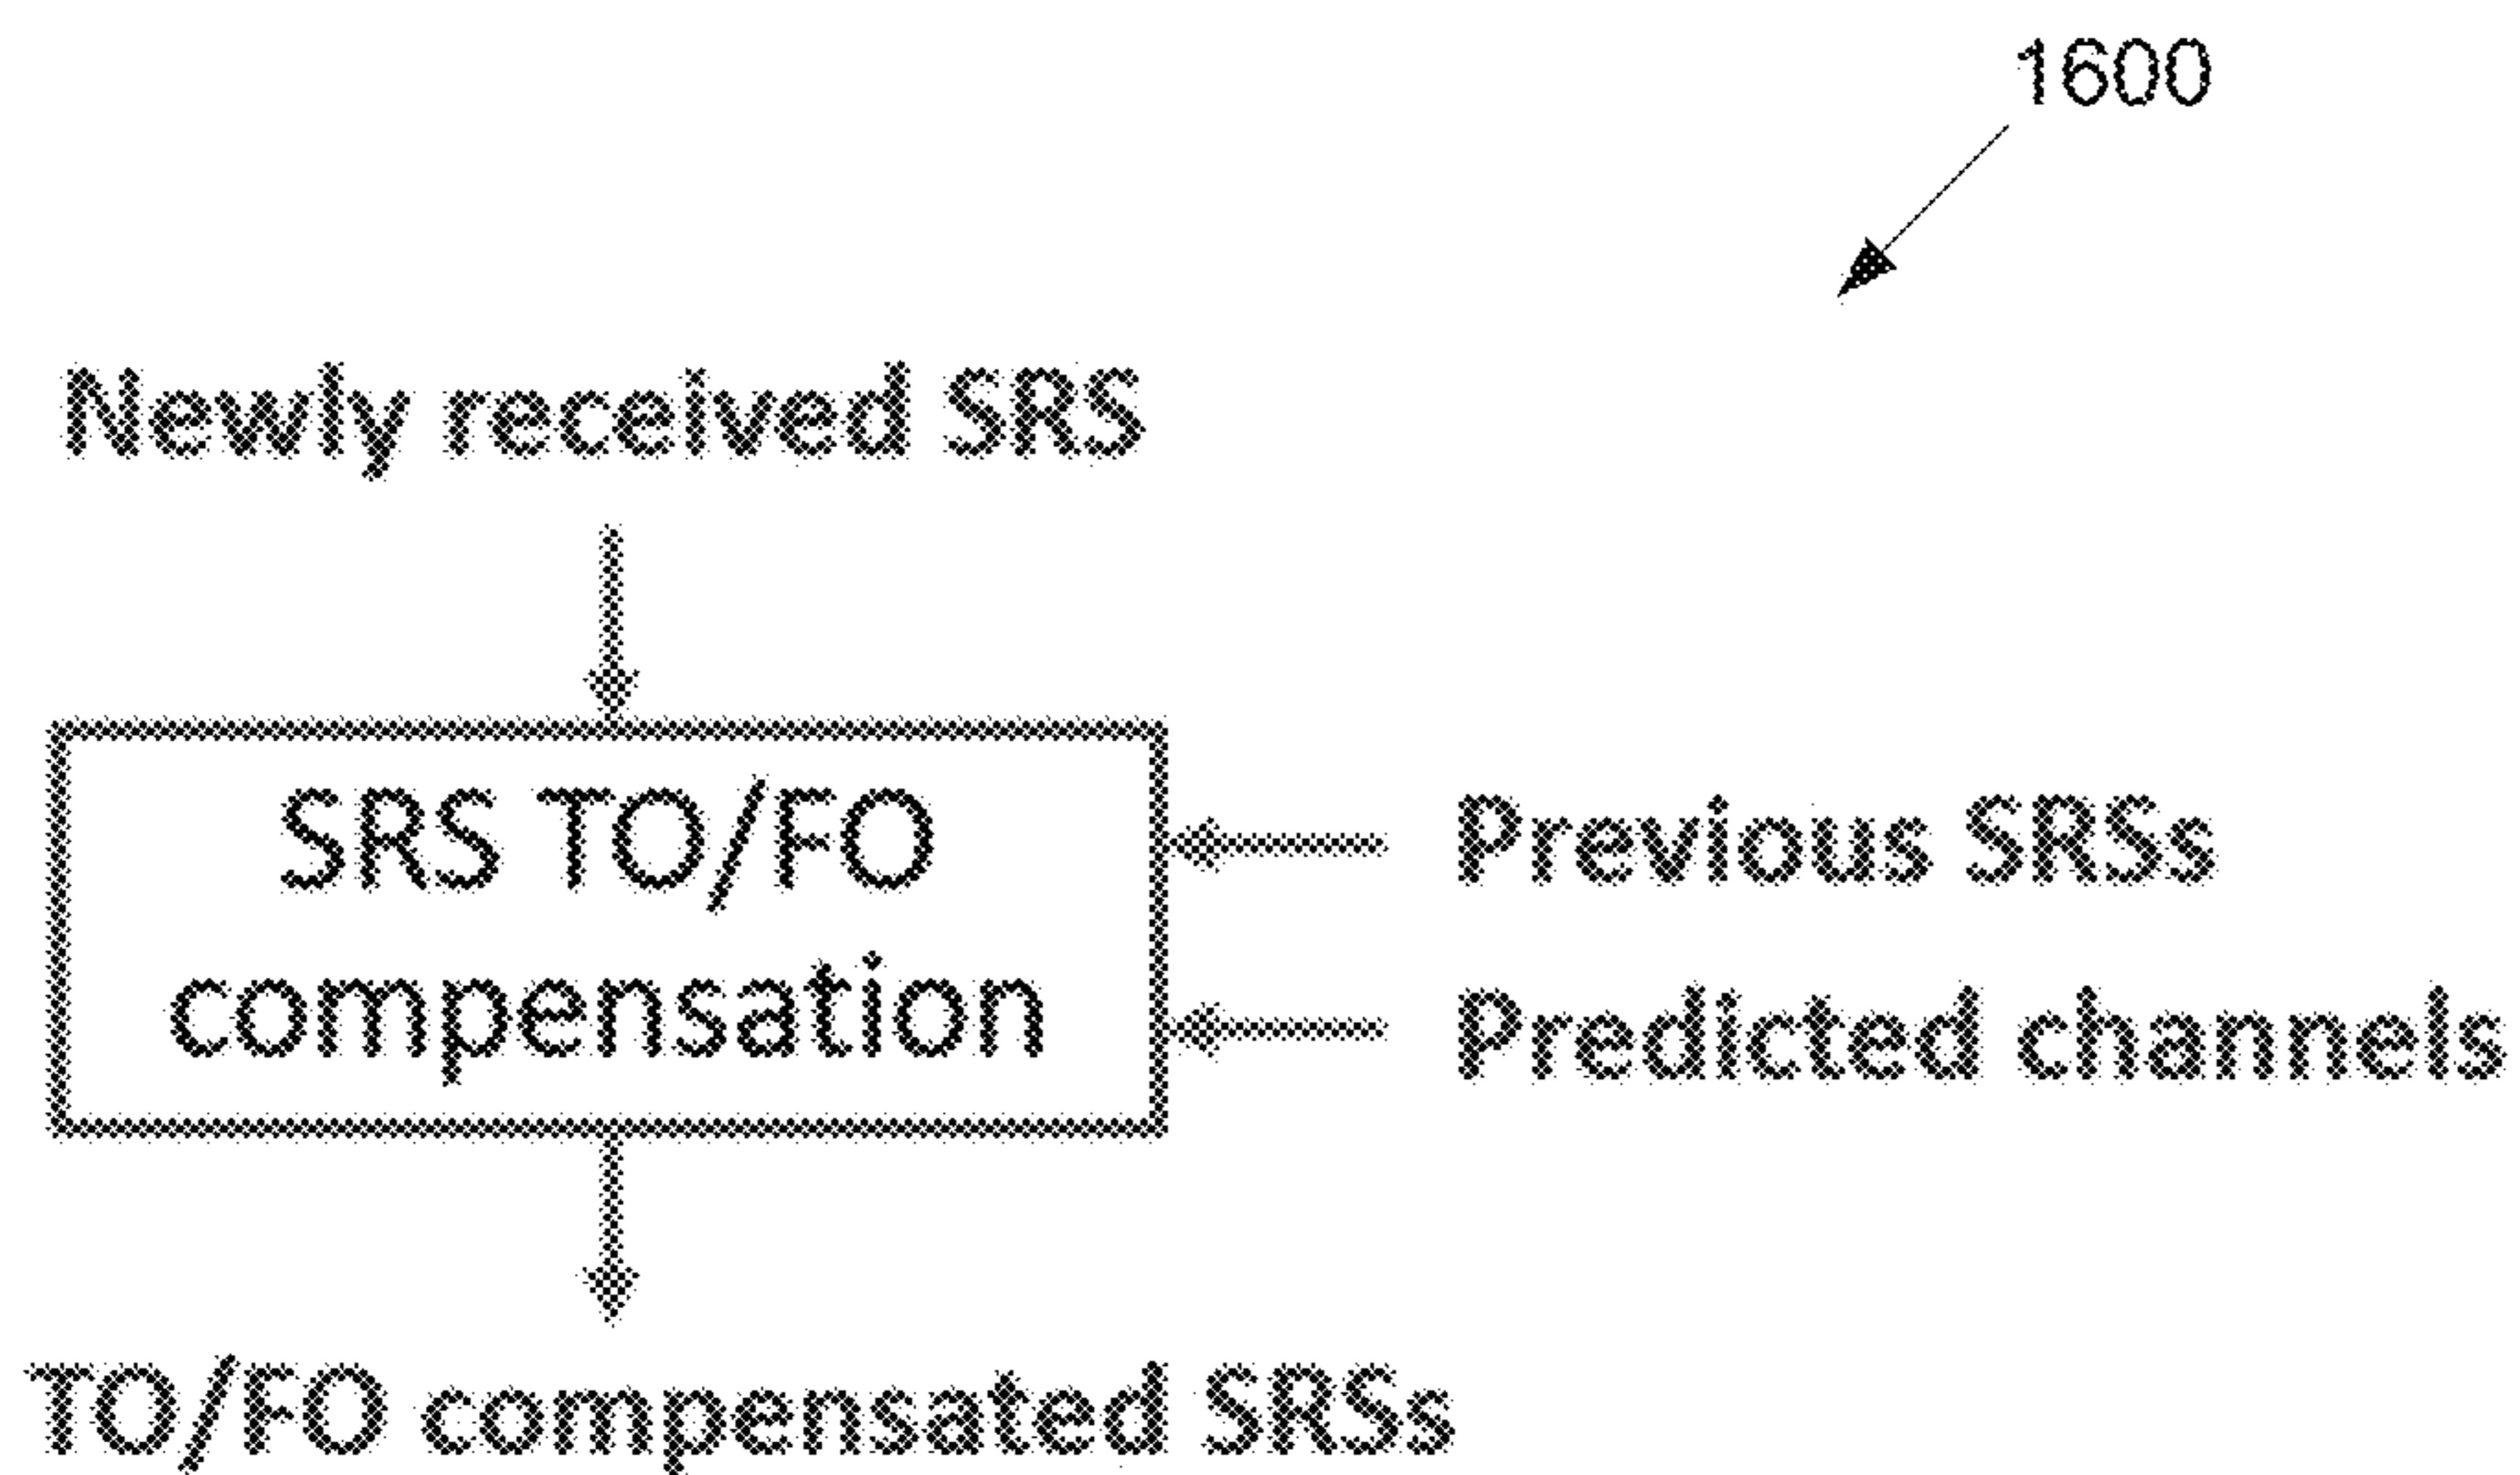 1600
Newly received SRS
SRS TO/FO
compensation
Previous SRSs
Predicted channels
TO/FO compensated SRSs